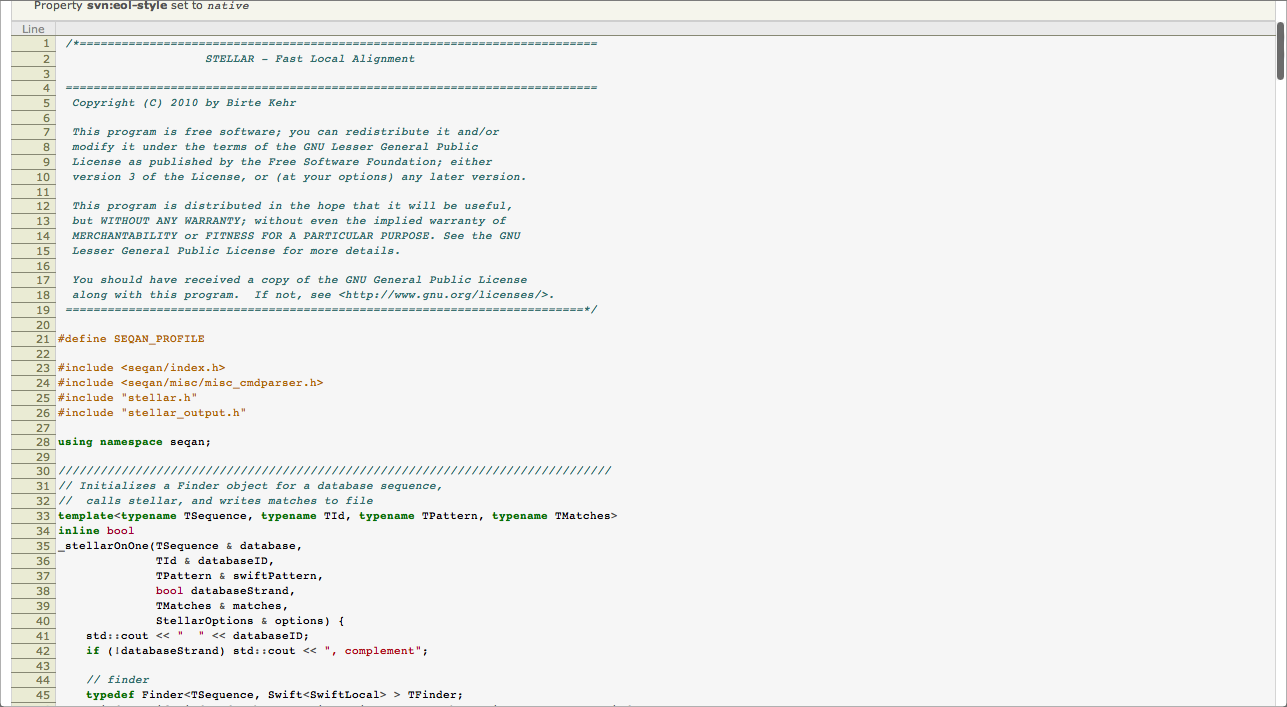 Property svn:eol-style set to native
Line
1 /*==========================================================================
2 STELLAR - Fast Local Alignment
3
4 ============================================================================
5 Copyright (C) 2010 by Birte Kehr
6
7 This program is free software; you can redistribute it and/or
8 modify it under the terms of the GNU Lesser General Public
9 License as published by the Free Software Foundation; either
10 version 3 of the License, or (at your options) any later version.
11
12 This program is distributed in the hope that it will be useful,
13 but WITHOUT ANY WARRANTY; without even the implied warranty of
14 MERCHANTABILITY or FITNESS FOR A PARTICULAR PURPOSE. See the GNU
15 Lesser General Public License for more details.
16
17 You should have received a copy of the GNU General Public License
18 along with this program.  If not, see <http://www.gnu.org/licenses/>.
19 ==========================================================================*/
20
21 #define SEQAN_PROFILE
22
23 #include <seqan/index.h>
24 #include <seqan/misc/misc_cmdparser.h>
25 #include "stellar.h"
26 #include "stellar_output.h"
27
28 using namespace seqan;
29
30 ///////////////////////////////////////////////////////////////////////////////
31 // Initializes a Finder object for a database sequence,
32 //  calls stellar, and writes matches to file
33 template<typename TSequence, typename TId, typename TPattern, typename TMatches>
34 inline bool
35 _stellarOnOne(TSequence & database,
36 TId & databaseID,
37 TPattern & swiftPattern,
38 bool databaseStrand,
39 TMatches & matches,
40 StellarOptions & options) {
41 std::cout << "  " << databaseID;
42 if (!databaseStrand) std::cout << ", complement";
43
44 // finder
45 typedef Finder<TSequence, Swift<SwiftLocal> > TFinder;